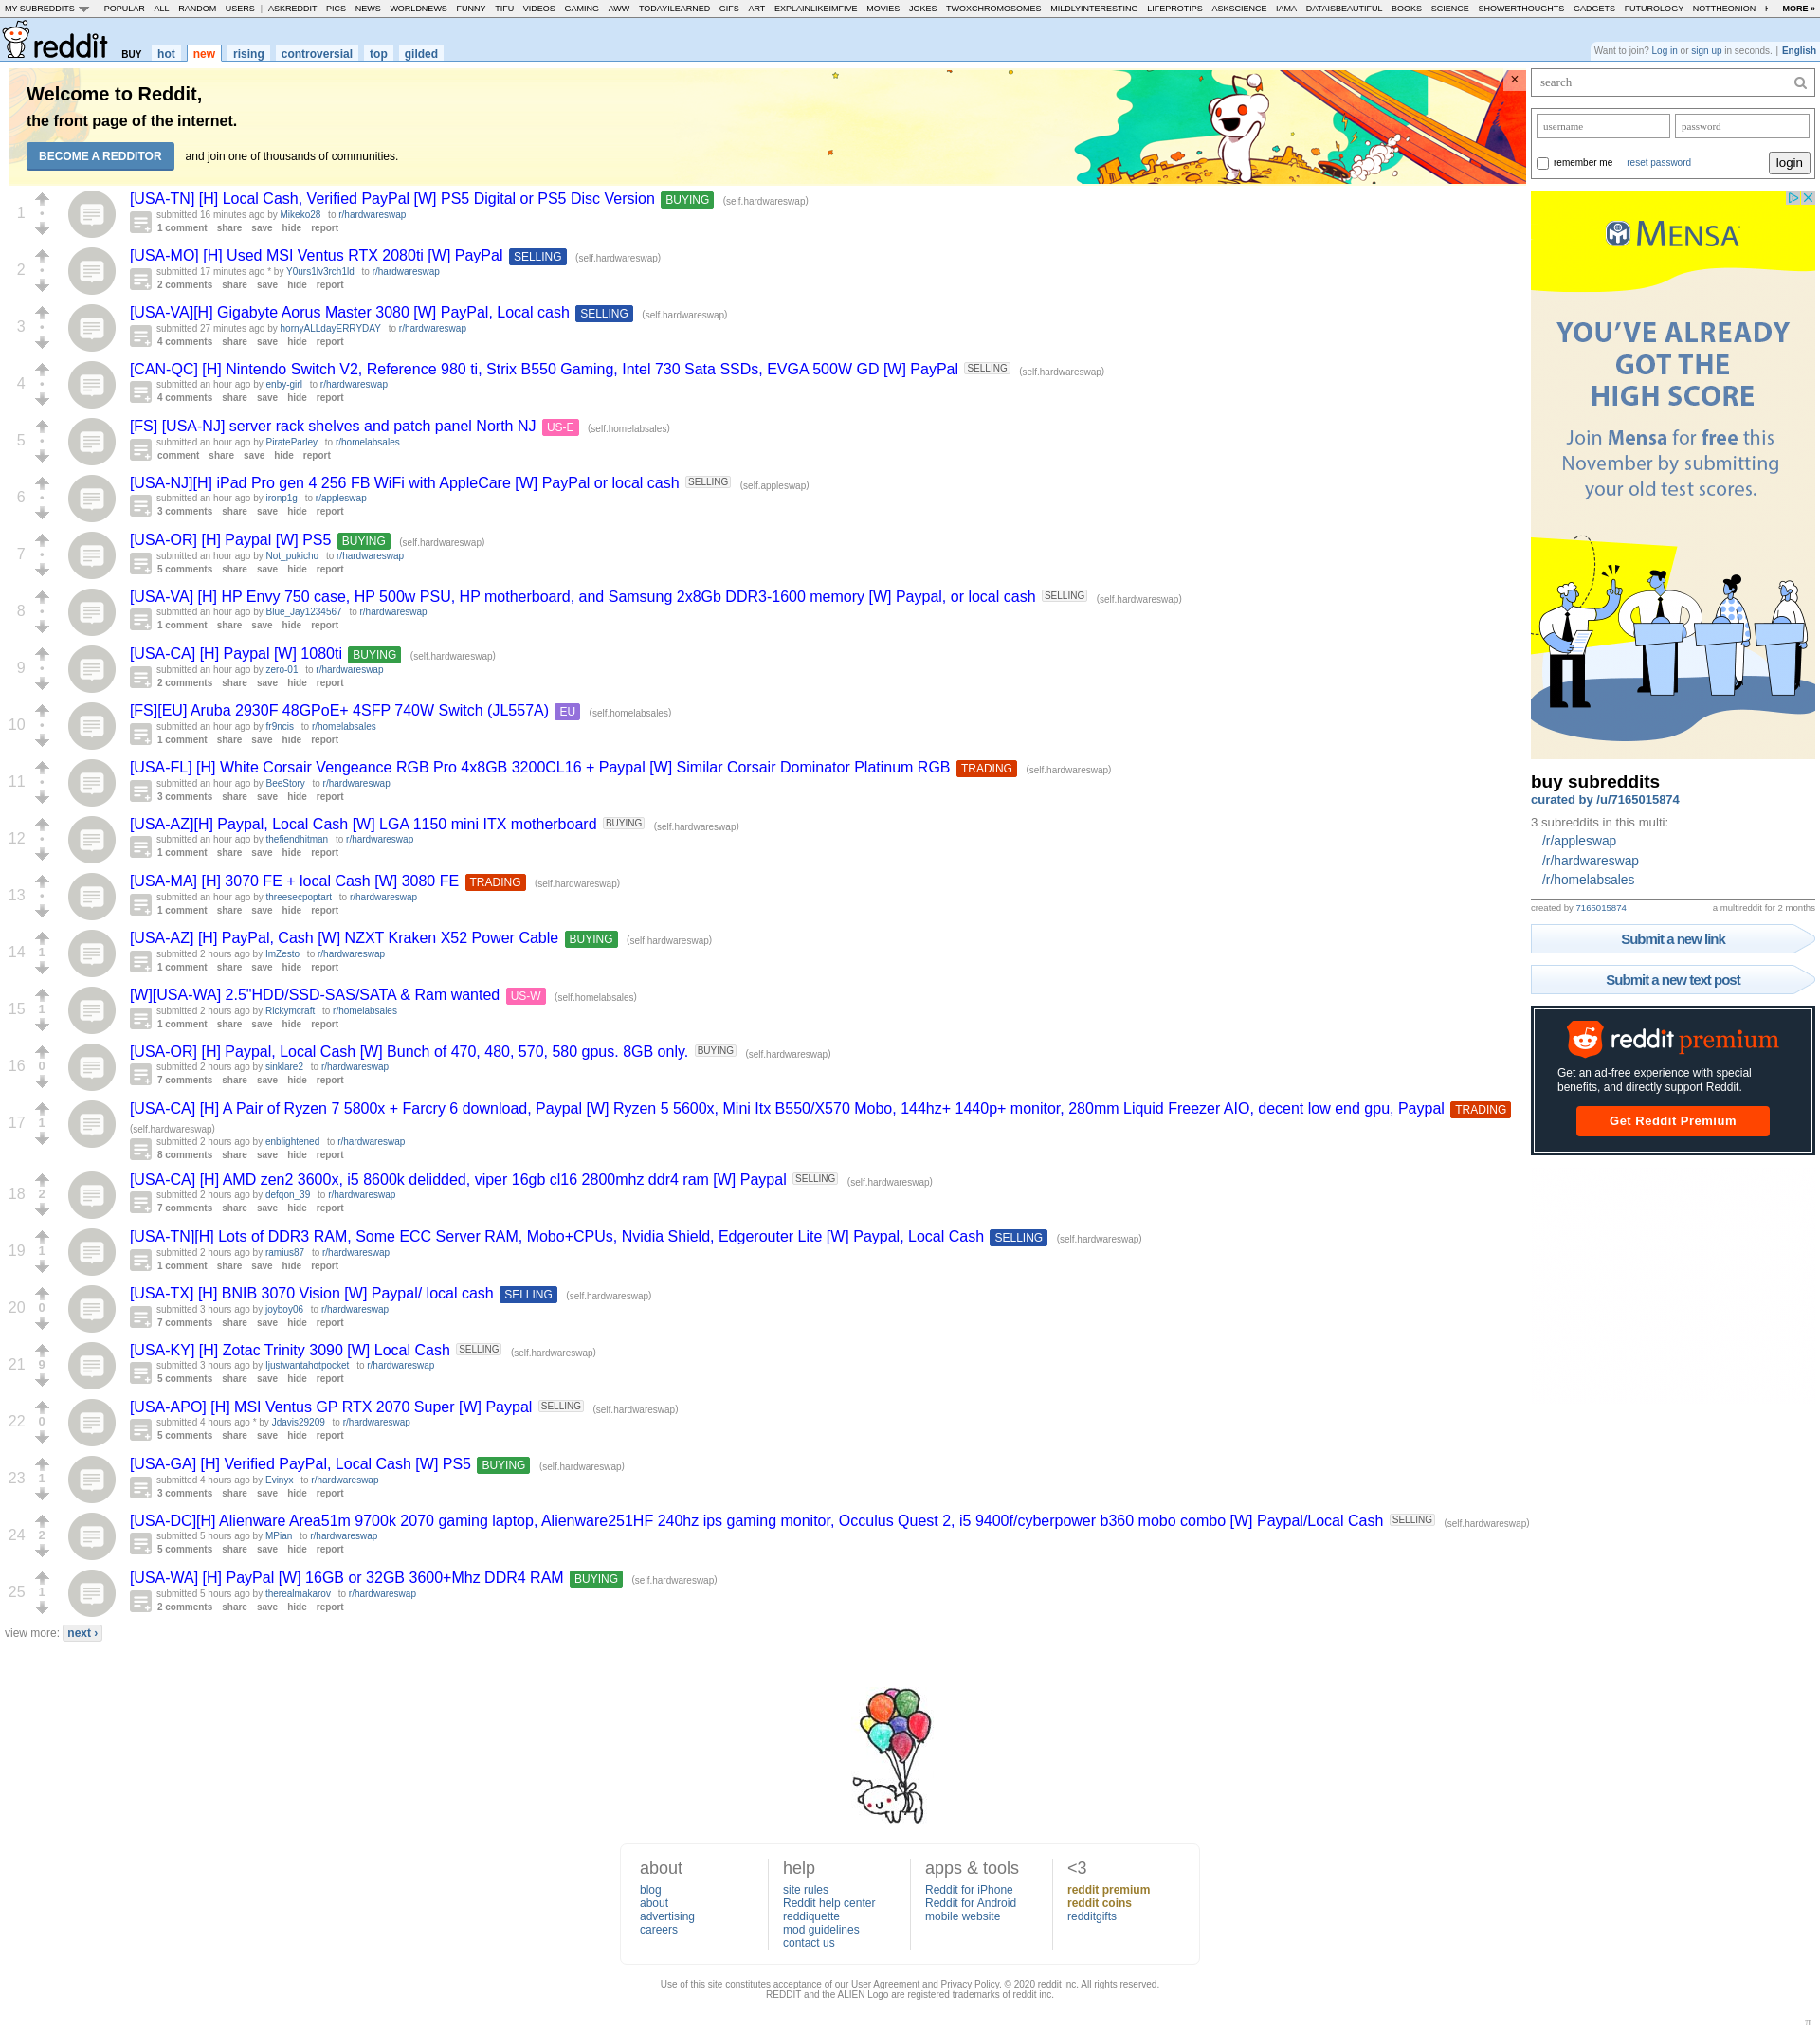 MY SUBREDDITS POPULAR - ALL - RANDOM - USERS | ASKREDDIT - PICS - NEWS - WORLDNEWS - FUNNY - TIFU - VIDEOS - GAMING - AWW - TODAYILEARNED - GIFS - ART - EXPLAINLIKEIMFIVE - MOVIES - JOKES - TWOXCHROMOSOMES - MILDLYINTERESTING - LIFEPROTIPS - ASKSCIENCE - IAMA - DATAISBEAUTIFUL - BOOKS - SCIENCE - SHOWERTHOUGHTS - GADGETS - FUTUROLOGY - NOTTHEONION - MORE »
reddit BUY hot new rising controversial top gilded
Want to join? Log in or sign up in seconds. | English
Welcome to Reddit,
the front page of the internet.
BECOME A REDDITOR and join one of thousands of communities.
×
1 [USA-TN] [H] Local Cash, Verified PayPal [W] PS5 Digital or PS5 Disc Version BUYING (self.hardwareswap)
submitted 16 minutes ago by Mikeko28 to r/hardwareswap
1 comment share save hide report
2 [USA-MO] [H] Used MSI Ventus RTX 2080ti [W] PayPal SELLING (self.hardwareswap)
submitted 17 minutes ago * by Y0urs1lv3rch1ld to r/hardwareswap
2 comments share save hide report
3 [USA-VA][H] Gigabyte Aorus Master 3080 [W] PayPal, Local cash SELLING (self.hardwareswap)
submitted 27 minutes ago by hornyALLdayERRYDAY to r/hardwareswap
4 comments share save hide report
4 [CAN-QC] [H] Nintendo Switch V2, Reference 980 ti, Strix B550 Gaming, Intel 730 Sata SSDs, EVGA 500W GD [W] PayPal SELLING (self.hardwareswap)
submitted an hour ago by enby-girl to r/hardwareswap
4 comments share save hide report
5 [FS] [USA-NJ] server rack shelves and patch panel North NJ US-E (self.homelabsales)
submitted an hour ago by PirateParley to r/homelabsales
comment share save hide report
6 [USA-NJ][H] iPad Pro gen 4 256 FB WiFi with AppleCare [W] PayPal or local cash SELLING (self.appleswap)
submitted an hour ago by ironp1g to r/appleswap
3 comments share save hide report
7 [USA-OR] [H] Paypal [W] PS5 BUYING (self.hardwareswap)
submitted an hour ago by Not_pukicho to r/hardwareswap
5 comments share save hide report
8 [USA-VA] [H] HP Envy 750 case, HP 500w PSU, HP motherboard, and Samsung 2x8Gb DDR3-1600 memory [W] Paypal, or local cash SELLING (self.hardwareswap)
submitted an hour ago by Blue_Jay1234567 to r/hardwareswap
1 comment share save hide report
9 [USA-CA] [H] Paypal [W] 1080ti BUYING (self.hardwareswap)
submitted an hour ago by zero-01 to r/hardwareswap
2 comments share save hide report
10 [FS][EU] Aruba 2930F 48GPoE+ 4SFP 740W Switch (JL557A) EU (self.homelabsales)
submitted an hour ago by fr9ncis to r/homelabsales
1 comment share save hide report
11 [USA-FL] [H] White Corsair Vengeance RGB Pro 4x8GB 3200CL16 + Paypal [W] Similar Corsair Dominator Platinum RGB TRADING (self.hardwareswap)
submitted an hour ago by BeeStory to r/hardwareswap
3 comments share save hide report
12 [USA-AZ][H] Paypal, Local Cash [W] LGA 1150 mini ITX motherboard BUYING (self.hardwareswap)
submitted an hour ago by thefiendhitman to r/hardwareswap
1 comment share save hide report
13 [USA-MA] [H] 3070 FE + local Cash [W] 3080 FE TRADING (self.hardwareswap)
submitted an hour ago by threesecpoptart to r/hardwareswap
1 comment share save hide report
14 1 [USA-AZ] [H] PayPal, Cash [W] NZXT Kraken X52 Power Cable BUYING (self.hardwareswap)
submitted 2 hours ago by ImZesto to r/hardwareswap
1 comment share save hide report
15 1 [W][USA-WA] 2.5"HDD/SSD-SAS/SATA & Ram wanted US-W (self.homelabsales)
submitted 2 hours ago by Rickymcraft to r/homelabsales
1 comment share save hide report
16 0 [USA-OR] [H] Paypal, Local Cash [W] Bunch of 470, 480, 570, 580 gpus. 8GB only. BUYING (self.hardwareswap)
submitted 2 hours ago by sinklare2 to r/hardwareswap
7 comments share save hide report
17 1 [USA-CA] [H] A Pair of Ryzen 7 5800x + Farcry 6 download, Paypal [W] Ryzen 5 5600x, Mini Itx B550/X570 Mobo, 144hz+ 1440p+ monitor, 280mm Liquid Freezer AIO, decent low end gpu, Paypal TRADING
(self.hardwareswap)
submitted 2 hours ago by enblightened to r/hardwareswap
8 comments share save hide report
18 2 [USA-CA] [H] AMD zen2 3600x, i5 8600k delidded, viper 16gb cl16 2800mhz ddr4 ram [W] Paypal SELLING (self.hardwareswap)
submitted 2 hours ago by defqon_39 to r/hardwareswap
7 comments share save hide report
19 1 [USA-TN][H] Lots of DDR3 RAM, Some ECC Server RAM, Mobo+CPUs, Nvidia Shield, Edgerouter Lite [W] Paypal, Local Cash SELLING (self.hardwareswap)
submitted 2 hours ago by ramius87 to r/hardwareswap
1 comment share save hide report
20 0 [USA-TX] [H] BNIB 3070 Vision [W] Paypal/ local cash SELLING (self.hardwareswap)
submitted 3 hours ago by joyboy06 to r/hardwareswap
7 comments share save hide report
21 9 [USA-KY] [H] Zotac Trinity 3090 [W] Local Cash SELLING (self.hardwareswap)
submitted 3 hours ago by Ijustwantahotpocket to r/hardwareswap
5 comments share save hide report
22 0 [USA-APO] [H] MSI Ventus GP RTX 2070 Super [W] Paypal SELLING (self.hardwareswap)
submitted 4 hours ago * by Jdavis29209 to r/hardwareswap
5 comments share save hide report
23 1 [USA-GA] [H] Verified PayPal, Local Cash [W] PS5 BUYING (self.hardwareswap)
submitted 4 hours ago by Evinyx to r/hardwareswap
3 comments share save hide report
24 2 [USA-DC][H] Alienware Area51m 9700k 2070 gaming laptop, Alienware251HF 240hz ips gaming monitor, Occulus Quest 2, i5 9400f/cyberpower b360 mobo combo [W] Paypal/Local Cash SELLING (self.hardwareswap)
submitted 5 hours ago by MPian to r/hardwareswap
5 comments share save hide report
25 1 [USA-WA] [H] PayPal [W] 16GB or 32GB 3600+Mhz DDR4 RAM BUYING (self.hardwareswap)
submitted 5 hours ago by therealmakarov to r/hardwareswap
2 comments share save hide report
view more: next ›
search
username password
remember me reset password login
MENSA
YOU'VE ALREADY
GOT THE
HIGH SCORE
Join Mensa for free this
November by submitting
your old test scores.
buy subreddits
curated by /u/7165015874
3 subreddits in this multi:
/r/appleswap
/r/hardwareswap
/r/homelabsales
created by 7165015874 a multireddit for 2 months
Submit a new link
Submit a new text post
reddit premium
Get an ad-free experience with special
benefits, and directly support Reddit.
Get Reddit Premium
about
blog
about
advertising
careers
help
site rules
Reddit help center
reddiquette
mod guidelines
contact us
apps & tools
Reddit for iPhone
Reddit for Android
mobile website
<3
reddit premium
reddit coins
redditgifts
Use of this site constitutes acceptance of our User Agreement and Privacy Policy. © 2020 reddit inc. All rights reserved.
REDDIT and the ALIEN Logo are registered trademarks of reddit inc.
π